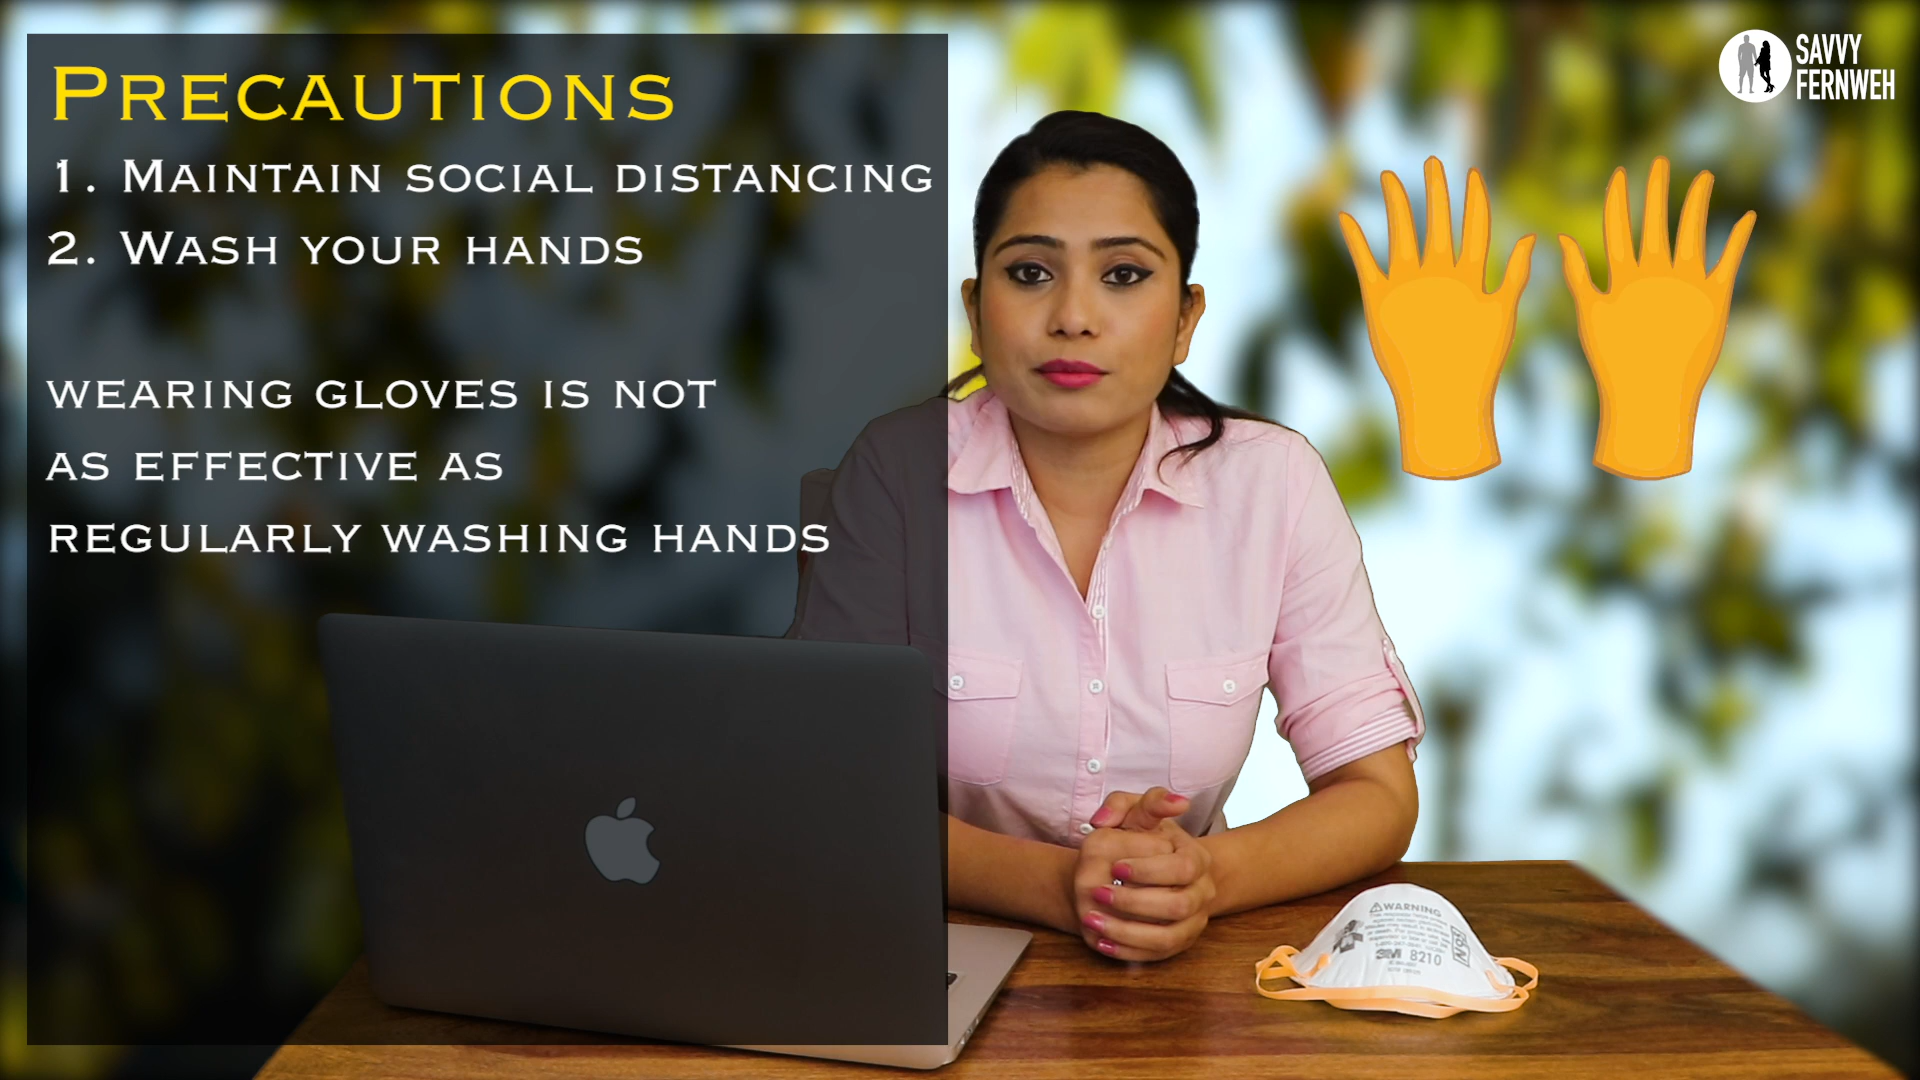 PRECAUTIONS
1. MAINTAIN SOCIAL DISTANCING
2. WASH YOUR HANDS
WEARING GLOVES IS NOT
AS EFFECTIVE AS
REGULARLY WASHING HANDS
SAVVY
FERNWEH
WARNING
3M 8210
N95